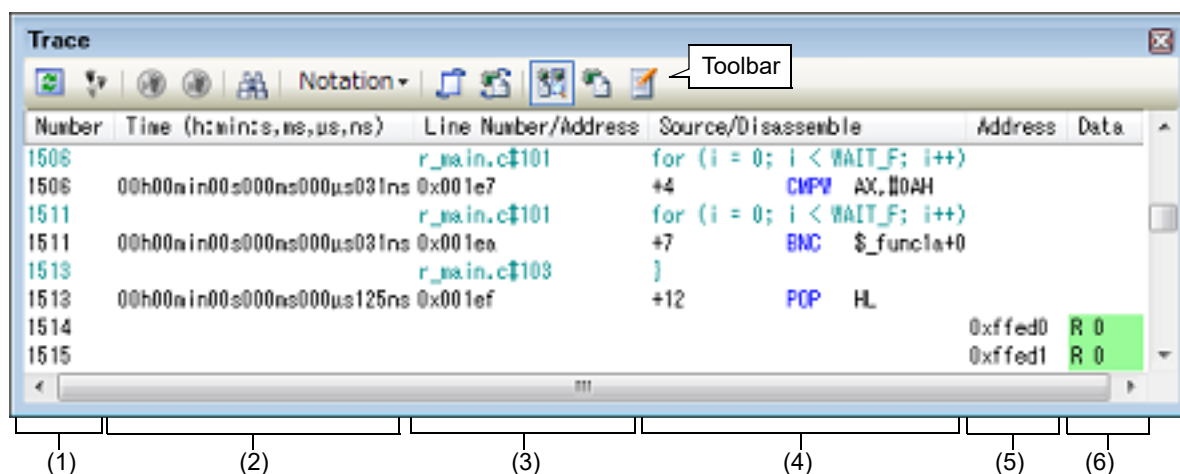 Trace
Notation
Toolbar
Number Time (h:min:s,ms,µs,ns) Line Number/Address Source/Disassemble Address Data
1506 r_main.c#101 for (i = 0; i < WAIT_F; i++)
1506 00h00min00s000ms000µs031ns 0x001e7 +4 CMPW AX,#0AH
1511 r_main.c#101 for (i = 0; i < WAIT_F; i++)
1511 00h00min00s000ms000µs031ns 0x001ea +7 BNC $_func1a+0
1513 r_main.c#103 }
1513 00h00min00s000ms000µs125ns 0x001ef +12 POP HL
1514 0xffed0 R 0
1515 0xffed1 R 0
(1) (2) (3) (4) (5) (6)